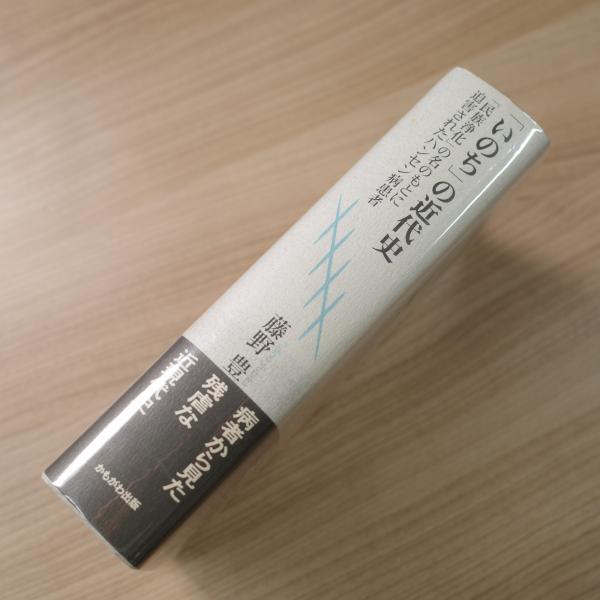 「いのち」の近代史
「民族浄化」の名のもとに
迫害されたハンセン病患者
藤野 豊
病者から見た
残虐な
近現代史
かもがわ出版